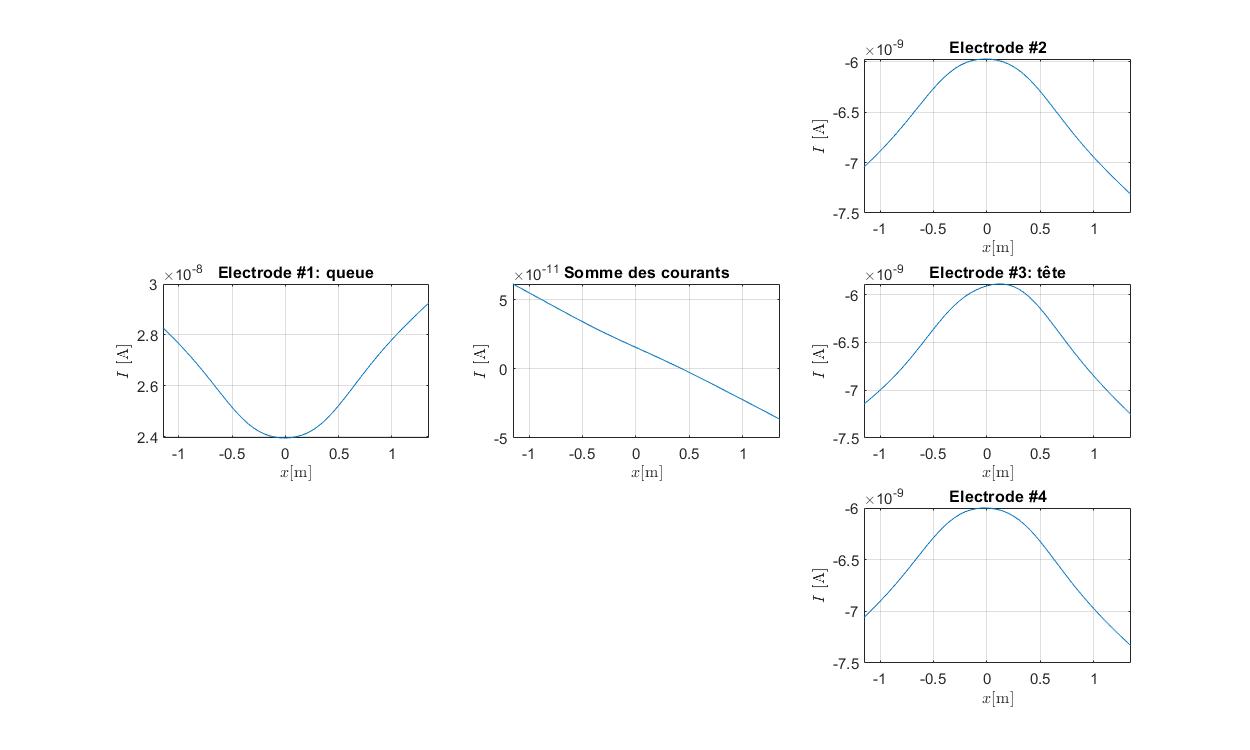 ×10-9
Electrode #2
-6
-6.5
-7
-7.5
I [A]
-1 -0.5 0 0.5 1
x[m]
×10-8
Electrode #1: queue
3
2.8
2.6
2.4
I [A]
-1 -0.5 0 0.5 1
x[m]
×10-11
Somme des courants
5
0
-5
I [A]
-1 -0.5 0 0.5 1
x[m]
×10-9
Electrode #3: tête
-6
-6.5
-7
-7.5
I [A]
-1 -0.5 0 0.5 1
x[m]
×10-9
Electrode #4
-6
-6.5
-7
-7.5
I [A]
-1 -0.5 0 0.5 1
x[m]